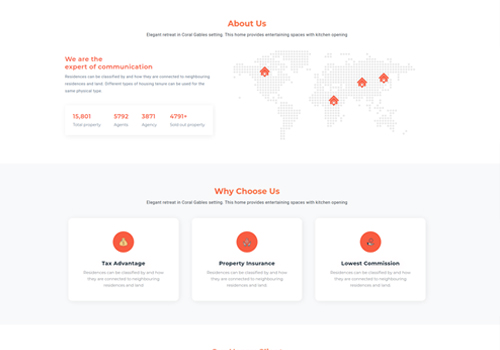 About Us
Elegant retreat in Coral Gables setting. This home provides entertaining spaces with kitchen opening
We are the
expert of communication
Residences can be classified by and how they are connected to neighbouring
residences and land. Different types of housing tenure can be used for the
same physical type.
15,801 5792 3871 4791+
Total property Agents Agency Sold out property
Why Choose Us
Elegant retreat in Coral Gables setting. This home provides entertaining spaces with kitchen opening
Tax Advantage
Residences can be classified by and how
they are connected to neighbouring
residences and land
Property Insurance
Residences can be classified by and how
they are connected to neighbouring
residences and land
Lowest Commission
Residences can be classified by and how
they are connected to neighbouring
residences and land